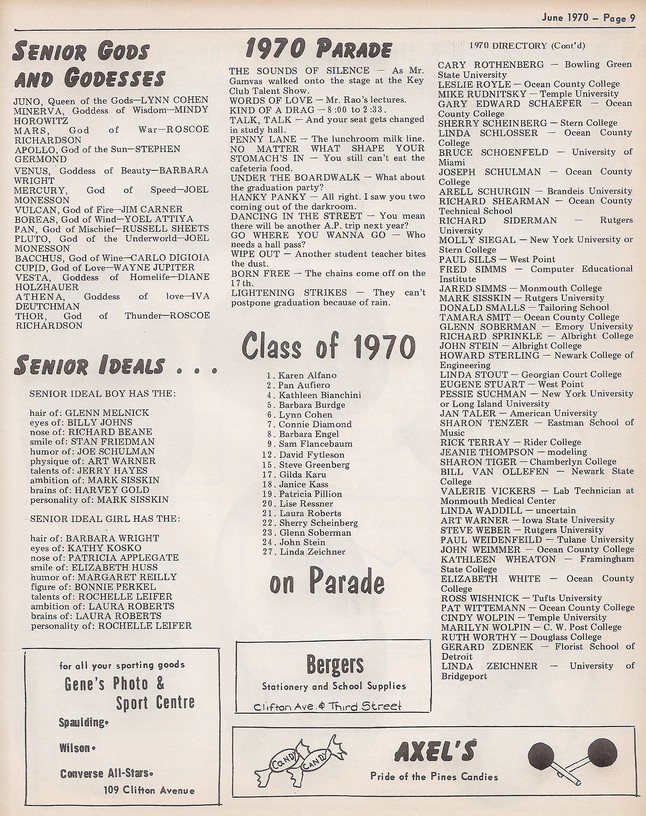 June 1970 — Page 9
SENIOR GODS
AND GODESSES
JUNO, Queen of the Gods—LYNN COHEN
MINERVA, Goddess of Wisdom—MINDY
HOROWITZ
MARS, God of War—ROSCOE
RICHARDSON
APOLLO, God of the Sun—STEPHEN
GERMOND
VENUS, Goddess of Beauty—BARBARA
WRIGHT
MERCURY, God of Speed—JOEL
MONESSON
VULCAN, God of Fire—JIM CARNER
BOREAS, God of Wind—YOEL ATTIYA
PAN, God of Mischief—RUSSELL SHEETS
PLUTO, God of the Underworld—JOEL
MONESSON
BACCHUS, God of Wine—CARLO DIGIOIA
CUPID, God of Love—WAYNE JUPITER
VESTA, Goddess of Homelife—DIANE
HOLZHAUER
ATHENA, Goddess of love—IVA
DEUTCHMAN
THOR, God of Thunder—ROSCOE
RICHARDSON
SENIOR IDEALS . . .
SENIOR IDEAL BOY HAS THE:
hair of: GLENN MELNICK
eyes of: BILLY JOHNS
nose of: RICHARD BEANE
smile of: STAN FRIEDMAN
humor of: JOE SCHULMAN
physique of: ART WARNER
talents of: JERRY HAYES
ambition of: MARK SISSKIN
brains of: HARVEY GOLD
personality of: MARK SISSKIN
SENIOR IDEAL GIRL HAS THE:
hair of: BARBARA WRIGHT
eyes of: KATHY KOSKO
nose of: PATRICIA APPLEGATE
smile of: ELIZABETH HUSS
humor of: MARGARET REILLY
figure of: BONNIE PERKEL
talents of: ROCHELLE LEIFER
ambition of: LAURA ROBERTS
brains of: LAURA ROBERTS
personality of: ROCHELLE LEIFER
for all your sporting goods
Gene's Photo &
Sport Centre
Spaulding•
Wilson•
Converse All-Stars•
109 Clifton Avenue
1970 PARADE
THE SOUNDS OF SILENCE — As Mr.
Gamvas walked onto the stage at the Key
Club Talent Show.
WORDS OF LOVE — Mr. Rao's lectures.
KIND OF A DRAG — 8:00 to 2:33.
TALK, TALK — And your seat gets changed
in study hall.
PENNY LANE — The lunchroom milk line.
NO MATTER WHAT SHAPE YOUR
STOMACH'S IN — You still can't eat the
cafeteria food.
UNDER THE BOARDWALK — What about
the graduation party?
HANKY PANKY — All right. I saw you two
coming out of the darkroom.
DANCING IN THE STREET — You mean
there will be another A.P. trip next year?
GO WHERE YOU WANNA GO — Who
needs a hall pass?
WIPE OUT — Another student teacher bites
the dust.
BORN FREE — The chains come off on the
17th.
LIGHTENING STRIKES — They can't
postpone graduation because of rain.
Class of 1970
1. Karen Alfano
2. Pan Aufiero
4. Kathleen Bianchini
5. Barbara Burdge
6. Lynn Cohen
7. Connie Diamond
8. Barbara Engel
9. Sam Flancebaum
12. David Fytleson
15. Steve Greenberg
17. Gilda Karu
18. Janice Kass
19. Patricia Pillion
20. Lise Ressner
21. Laura Roberts
22. Sherry Scheinberg
23. Glenn Soberman
24. John Stein
27. Linda Zeichner
on Parade
Bergers
Stationery and School Supplies
Clifton Ave. & Third Street
1970 DIRECTORY (Cont'd)
CARY ROTHENBERG — Bowling Green
State University
LESLIE ROYLE — Ocean County College
MIKE RUDNITSKY — Temple University
GARY EDWARD SCHAEFER — Ocean
County College
SHERRY SCHEINBERG — Stern College
LINDA SCHLOSSER — Ocean County
College
BRUCE SCHOENFELD — University of
Miami
JOSEPH SCHULMAN — Ocean County
College
ARELL SCHURGIN — Brandeis University
RICHARD SHEARMAN — Ocean County
Technical School
RICHARD SIDERMAN — Rutgers
University
MOLLY SIEGAL — New York University or
Stern College
PAUL SILLS — West Point
FRED SIMMS — Computer Educational
Institute
JARED SIMMS — Monmouth College
MARK SISSKIN — Rutgers University
DONALD SMALLS — Tailoring School
TAMARA SMIT — Ocean County College
GLENN SOBERMAN — Emory University
RICHARD SPRINKLE — Albright College
JOHN STEIN — Albright College
HOWARD STERLING — Newark College of
Engineering
LINDA STOUT — Georgian Court College
EUGENE STUART — West Point
PESSIE SUCHMAN — New York University
or Long Island University
JAN TALER — American University
SHARON TENZER — Eastman School of
Music
RICK TERRAY — Rider College
JEANIE THOMPSON — modeling
SHARON TIGER — Chamberlyn College
BILL VAN OLLEFEN — Newark State
College
VALERIE VICKERS — Lab Technician at
Monmouth Medical Center
LINDA WADDILL — uncertain
ART WARNER — Iowa State University
STEVE WEBER — Rutgers University
PAUL WEIDENFEILD — Tulane University
JOHN WEIMMER — Ocean County College
KATHLEEN WHEATON — Framingham
State College
ELIZABETH WHITE — Ocean County
College
ROSS WISHNICK — Tufts University
PAT WITTEMANN — Ocean County College
CINDY WOLPIN — Temple University
MARILYN WOLPIN — C. W. Post College
RUTH WORTHY — Douglass College
GERARD ZDENEK — Florist School of
Detroit
LINDA ZEICHNER — University of
Bridgeport
CANDY
CANDY
AXEL'S
Pride of the Pines Candies